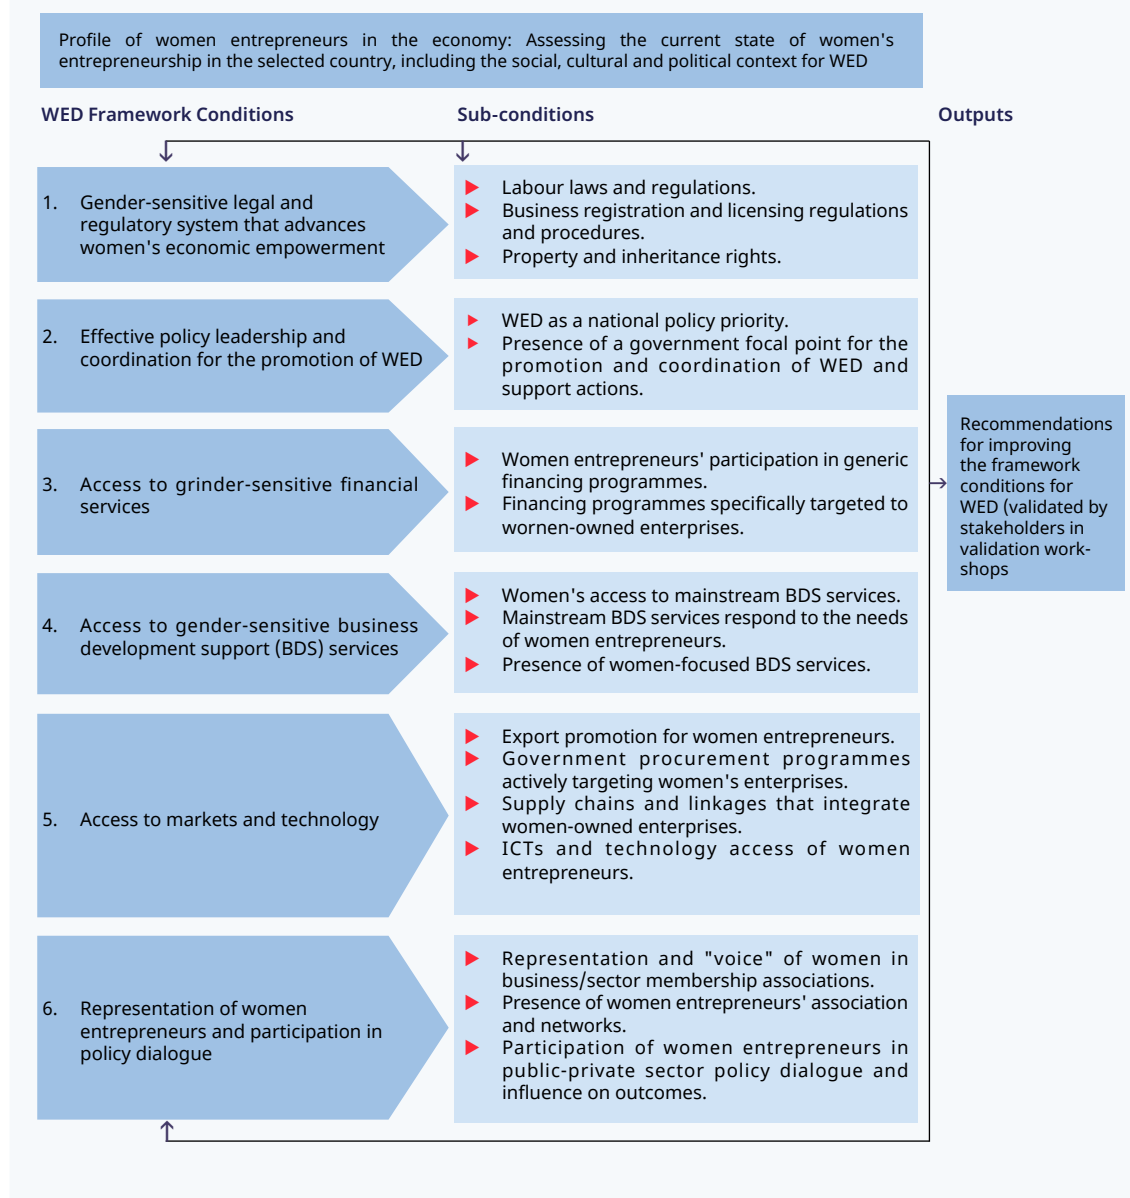 Profile of women entrepreneurs in the economy: Assessing the current state of women's
entrepreneurship in the selected country, including the social, cultural and political context for WED
WED Framework Conditions
Sub-conditions
Outputs
1. Gender-sensitive legal and
regulatory system that advances
women's economic empowerment
Labour laws and regulations.
Business registration and licensing regulations
and procedures.
Property and inheritance rights.
2. Effective policy leadership and
coordination for the promotion of WED
WED as a national policy priority.
Presence of a government focal point for the
promotion and coordination of WED and
support actions.
3. Access to grinder-sensitive financial
services
Women entrepreneurs' participation in generic
financing programmes.
Financing programmes specifically targeted to
wornen-owned enterprises.
4. Access to gender-sensitive business
development support (BDS) services
Women's access to mainstream BDS services.
Mainstream BDS services respond to the needs
of women entrepreneurs.
Presence of women-focused BDS services.
5. Access to markets and technology
Export promotion for women entrepreneurs.
Government procurement programmes
actively targeting women's enterprises.
Supply chains and linkages that integrate
women-owned enterprises.
ICTs and technology access of women
entrepreneurs.
6. Representation of women
entrepreneurs and participation in
policy dialogue
Representation and "voice" of women in
business/sector membership associations.
Presence of women entrepreneurs' association
and networks.
Participation of women entrepreneurs in
public-private sector policy dialogue and
influence on outcomes.
Recommendations
for improving
the framework
conditions for
WED (validated by
stakeholders in
validation work-
shops